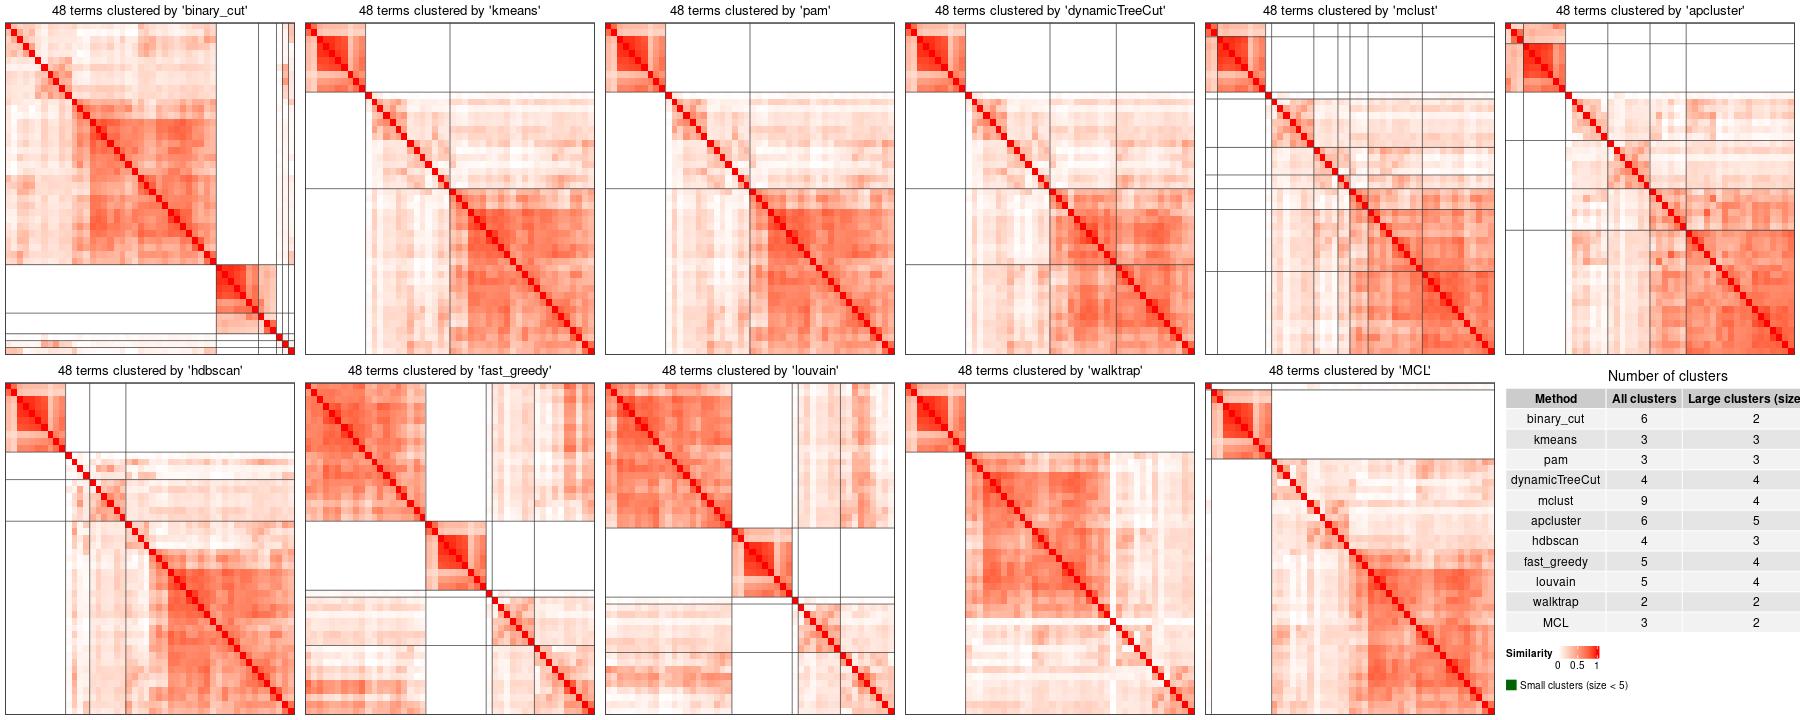 48 terms clustered by 'binary_cut'
48 terms clustered by 'kmeans'
48 terms clustered by 'pam'
48 terms clustered by 'dynamicTreeCut'
48 terms clustered by 'mclust'
48 terms clustered by 'apcluster'
48 terms clustered by 'hdbscan'
48 terms clustered by 'fast_greedy'
48 terms clustered by 'louvain'
48 terms clustered by 'walktrap'
48 terms clustered by 'MCL'
Number of clusters
Method All clusters Large clusters (size
binary_cut 6 2
kmeans 3 3
pam 3 3
dynamicTreeCut 4 4
mclust 9 4
apcluster 6 5
hdbscan 4 3
fast_greedy 5 4
louvain 5 4
walktrap 2 2
MCL 3 2
Similarity
0 0.5 1
Small clusters (size < 5)